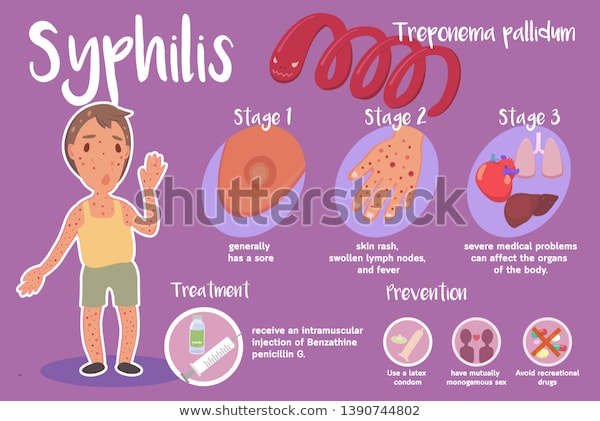 Syphilis
Treponema pallidum
Stage 1
Stage 2
Stage 3
generally
has a sore
skin rash,
swollen lymph nodes,
and fever
severe medical problems
can affect the organs
of the body.
Treatment
receive an intramuscular
injection of Benzathine
penicillin G.
Prevention
Use a latex
condom
have mutually
monogamous sex
Avoid recreational
drugs
shutterstock
www.shutterstock.com • 1390744802